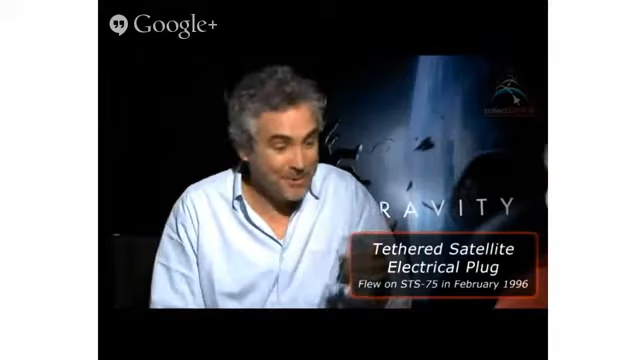 Google+
RAVITY
Tethered Satellite
Electrical Plug
Flew on STS-75 in February 1996